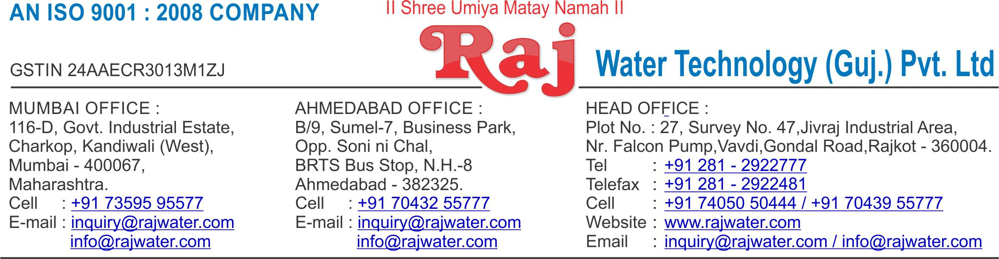 AN ISO 9001 : 2008 COMPANY
II Shree Umiya Matay Namah II
GSTIN 24AAECR3013M1ZJ
Raj Water Technology (Guj.) Pvt. Ltd
MUMBAI OFFICE :
116-D, Govt. Industrial Estate,
Charkop, Kandiwali (West),
Mumbai - 400067,
Maharashtra.
Cell : +91 73595 95577
E-mail : inquiry@rajwater.com
info@rajwater.com
AHMEDABAD OFFICE :
B/9, Sumel-7, Business Park,
Opp. Soni ni Chal,
BRTS Bus Stop, N.H.-8
Ahmedabad - 382325.
Cell : +91 70432 55777
E-mail : inquiry@rajwater.com
info@rajwater.com
HEAD OFFICE :
Plot No. : 27, Survey No. 47,Jivraj Industrial Area,
Nr. Falcon Pump,Vavdi,Gondal Road,Rajkot - 360004.
Tel : +91 281 - 2922777
Telefax : +91 281 - 2922481
Cell : +91 74050 50444 / +91 70439 55777
Website : www.rajwater.com
Email : inquiry@rajwater.com / info@rajwater.com